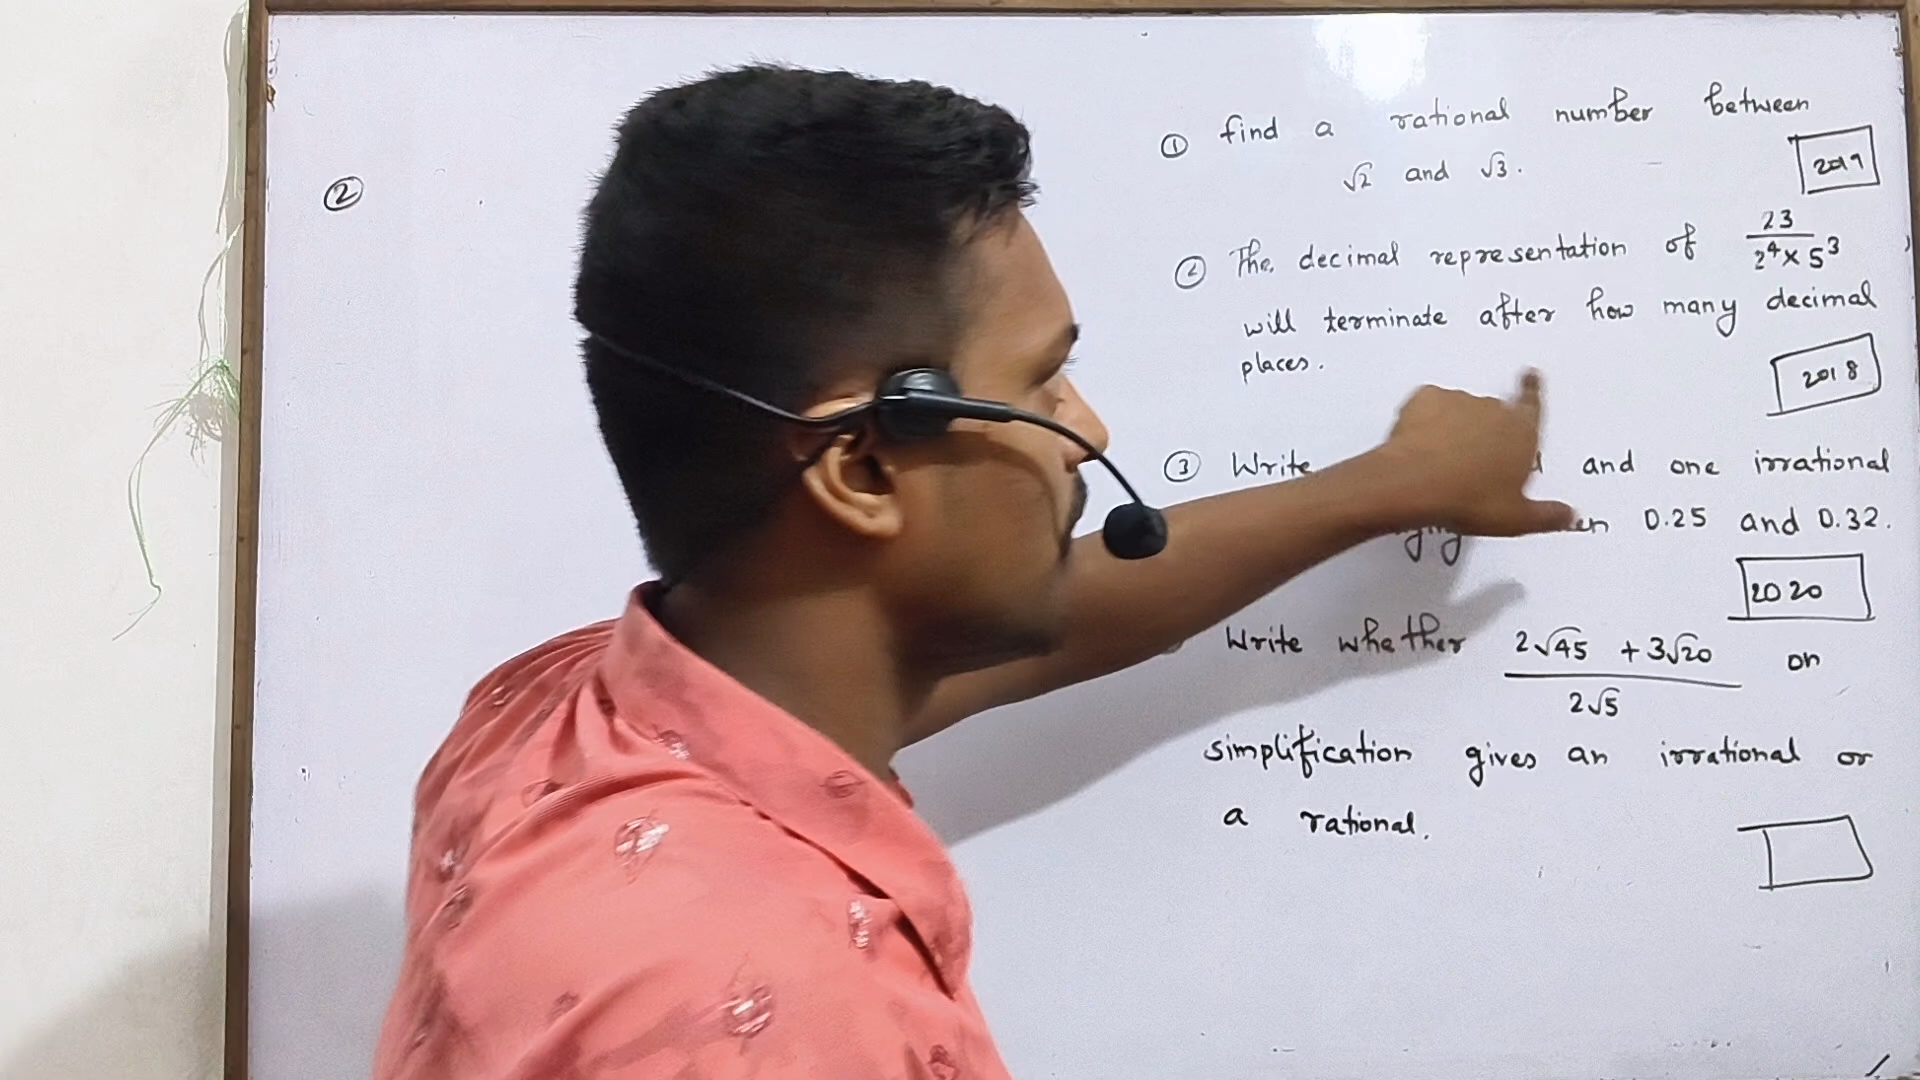 ②
① find a rational number between
√2 and √3.
2019
② The decimal representation of 23/2⁴×5³,
will terminate after how many decimal
places.
2018
③ Write and one irrational
0.25 and 0.32.
2020
Write whether (2√45 + 3√20)/2√5 on
simplification gives an irrational or
a rational.